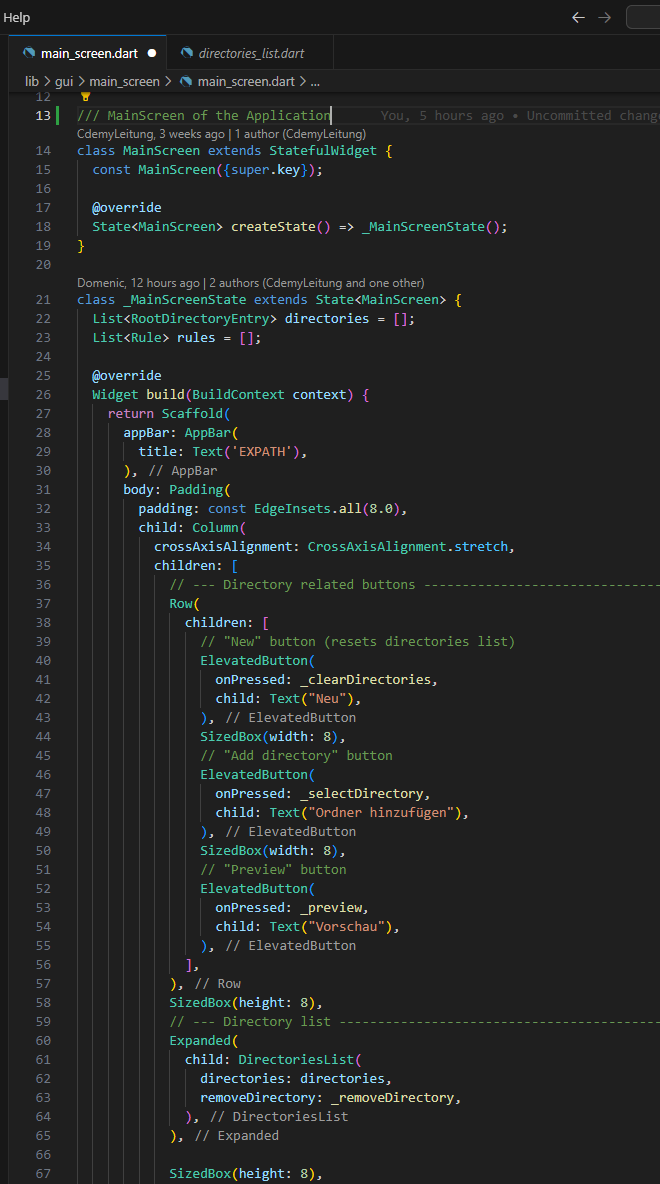 Help
main_screen.dart
directories_list.dart
lib > gui > main_screen > main_screen.dart > ...
12
13 /// MainScreen of the Application You, 5 hours ago • Uncommitted change
CdemyLeitung, 3 weeks ago | 1 author (CdemyLeitung)
14 class MainScreen extends StatefulWidget {
15 const MainScreen({super.key});
16
17 @override
18 State<MainScreen> createState() => _MainScreenState();
19 }
20
Domenic, 12 hours ago | 2 authors (CdemyLeitung and one other)
21 class _MainScreenState extends State<MainScreen> {
22 List<RootDirectoryEntry> directories = [];
23 List<Rule> rules = [];
24
25 @override
26 Widget build(BuildContext context) {
27 return Scaffold(
28 appBar: AppBar(
29 title: Text('EXPATH'),
30 ), // AppBar
31 body: Padding(
32 padding: const EdgeInsets.all(8.0),
33 child: Column(
34 crossAxisAlignment: CrossAxisAlignment.stretch,
35 children: [
36 // --- Directory related buttons -------------------------------
37 Row(
38 children: [
39 // "New" button (resets directories list)
40 ElevatedButton(
41 onPressed: _clearDirectories,
42 child: Text("Neu"),
43 ), // ElevatedButton
44 SizedBox(width: 8),
45 // "Add directory" button
46 ElevatedButton(
47 onPressed: _selectDirectory,
48 child: Text("Ordner hinzufügen"),
49 ), // ElevatedButton
50 SizedBox(width: 8),
51 // "Preview" button
52 ElevatedButton(
53 onPressed: _preview,
54 child: Text("Vorschau"),
55 ), // ElevatedButton
56 ],
57 ), // Row
58 SizedBox(height: 8),
59 // --- Directory list ------------------------------------------
60 Expanded(
61 child: DirectoriesList(
62 directories: directories,
63 removeDirectory: _removeDirectory,
64 ), // DirectoriesList
65 ), // Expanded
66
67 SizedBox(height: 8),